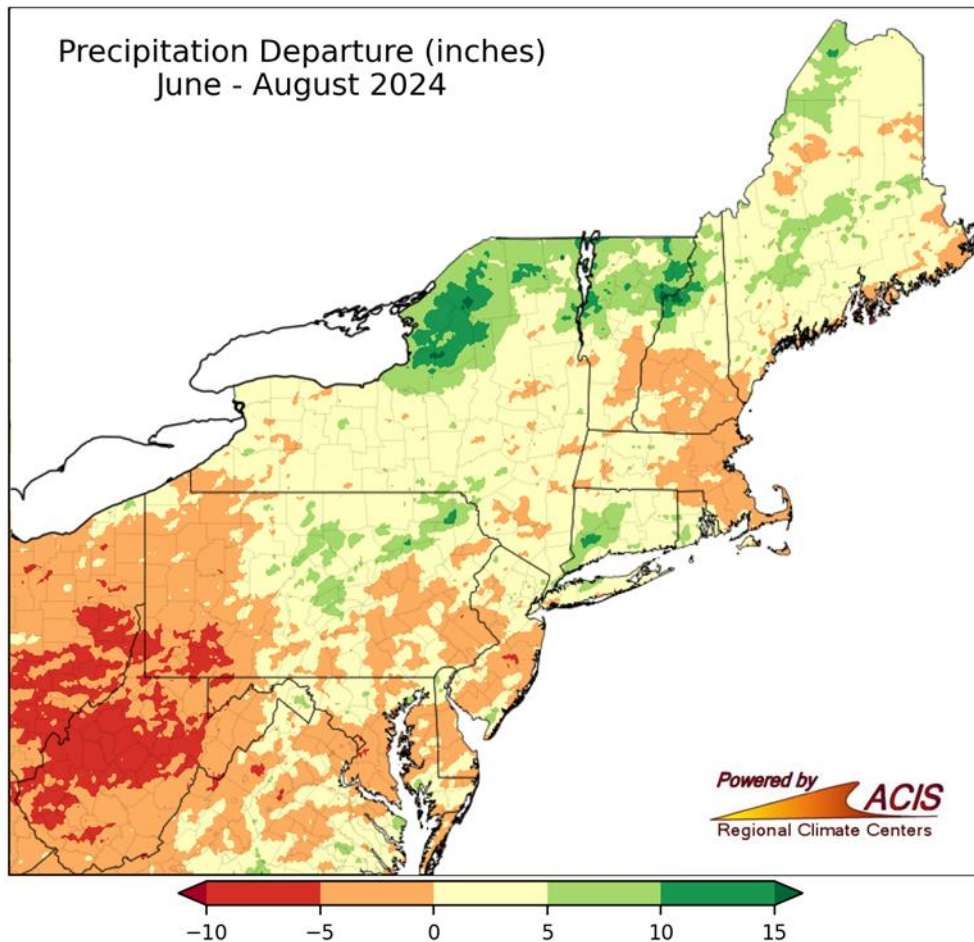 Precipitation Departure (inches)
June - August 2024
Powered by
ACIS
Regional Climate Centers
−10
−5
0
5
10
15